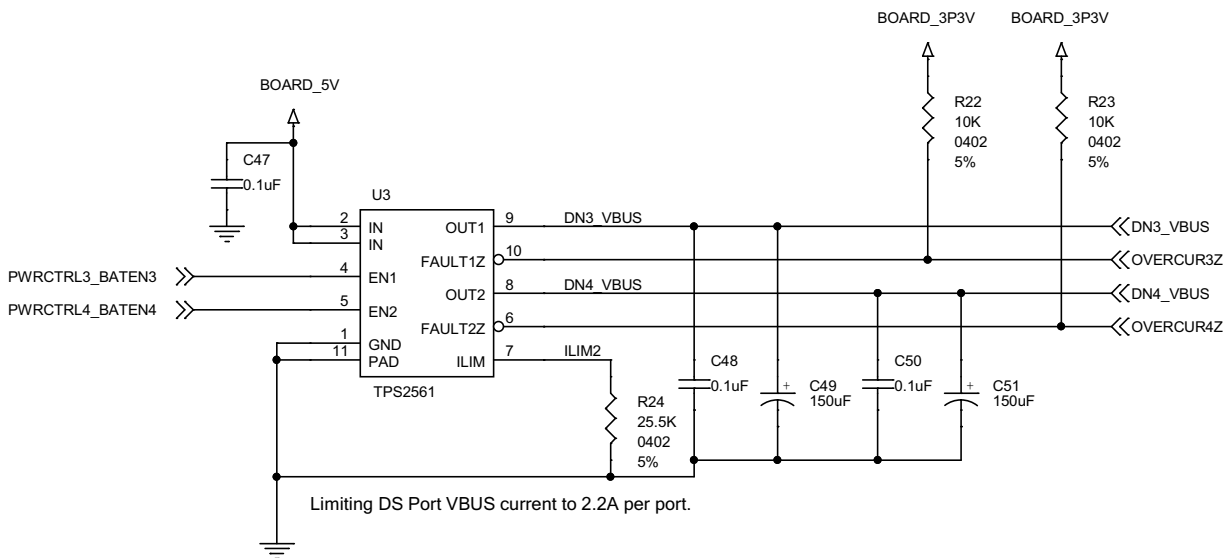 BOARD_3P3V
BOARD_3P3V
BOARD_5V
R22
10K
0402
5%
R23
10K
0402
5%
C47
0.1uF
U3
2
IN
3
IN
4
EN1
5
EN2
1
GND
11
PAD
OUT1
9
FAULT1Z
10
OUT2
8
FAULT2Z
6
ILIM
7
TPS2561
PWRCTRL3_BATEN3
PWRCTRL4_BATEN4
DN3_VBUS
DN4_VBUS
ILIM2
DN3_VBUS
OVERCUR3Z
DN4_VBUS
OVERCUR4Z
R24
25.5K
0402
5%
C48
0.1uF
+
C49
150uF
C50
0.1uF
+
C51
150uF
Limiting DS Port VBUS current to 2.2A per port.